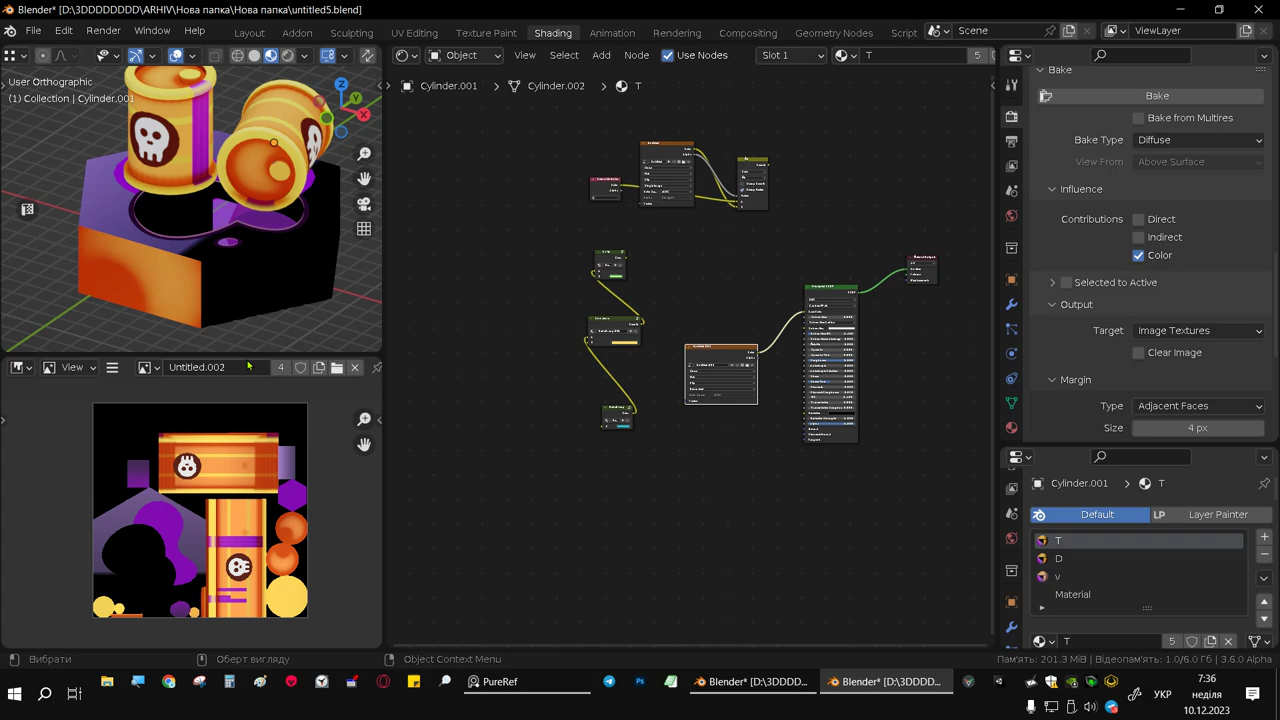 Blender* [D:\3DDDDDDDD\ARHIV\Нова папка\Нова папка\untitled5.blend]
File Edit Render Window Help
Layout Addon Sculpting UV Editing Texture Paint Shading Animation Rendering Compositing Geometry Nodes Script
Scene
ViewLayer
Object
View Select Add Node
Use Nodes
Slot 1
T
5
User Orthographic
(1) Collection | Cylinder.001
Z
Y
X
Cylinder.001
Cylinder.002
T
Bake
Bake
Bake from Multires
Bake Type
Diffuse
View From
Above Surface
Influence
Contributions
Direct
Indirect
Color
Selected to Active
Output
Target
Image Textures
Clear Image
Margin
Type
Adjacent Faces
Size
4 px
View
Untitled.002
4
Cylinder.001
T
Default
LP
Layer Painter
T
D
v
Material
T
5
Вибрати
Оберт вигляду
Object Context Menu
Пам'ять: 201.3 MiB | Відеопам'ять: 1.0/6.0 Гб | 3.6.0 Alpha
PureRef
Blender* [D:\3DDDD...
Blender* [D:\3DDDD...
УКР
7:36
неділя
10.12.2023